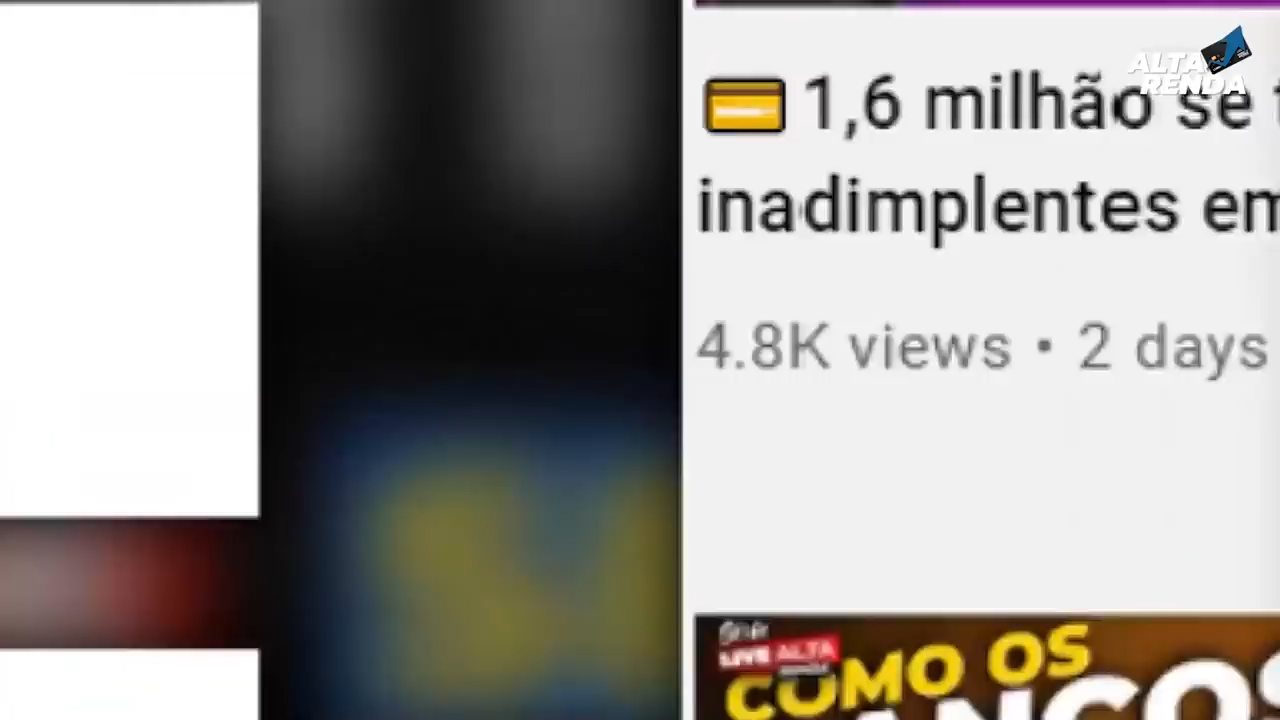 ALTA
RENDA
💳 1,6 milhão se
inadimplentes em
4.8K views • 2 days
LIVE ALTA
COMO OS